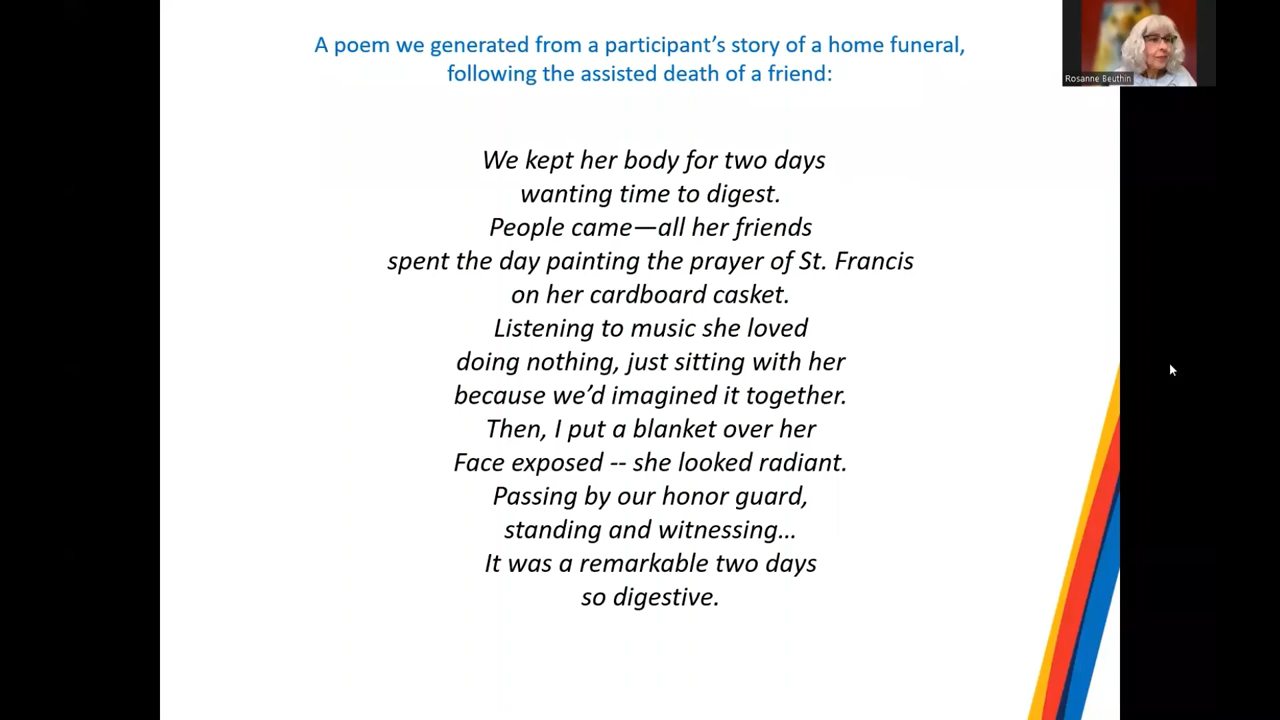 A poem we generated from a participant's story of a home funeral,
following the assisted death of a friend:
Rosanne Beuthin
We kept her body for two days
wanting time to digest.
People came—all her friends
spent the day painting the prayer of St. Francis
on her cardboard casket.
Listening to music she loved
doing nothing, just sitting with her
because we'd imagined it together.
Then, I put a blanket over her
Face exposed -- she looked radiant.
Passing by our honor guard,
standing and witnessing...
It was a remarkable two days
so digestive.